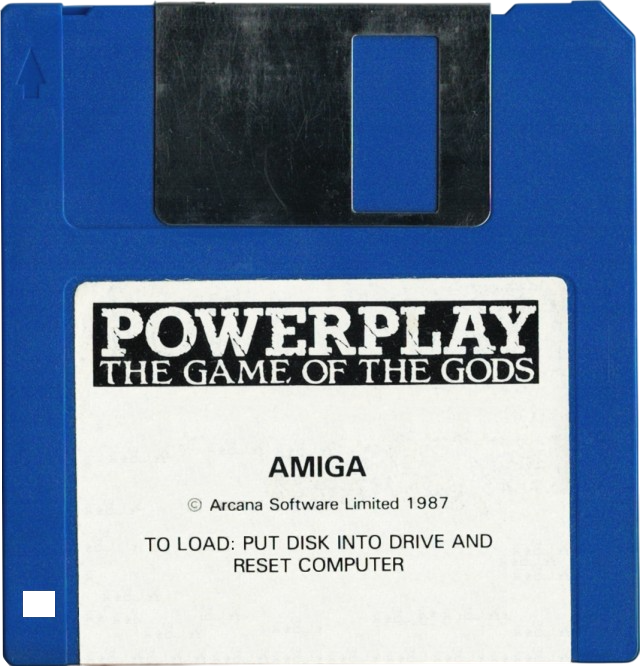 POWERPLAY
THE GAME OF THE GODS
AMIGA
© Arcana Software Limited 1987
TO LOAD: PUT DISK INTO DRIVE AND
RESET COMPUTER